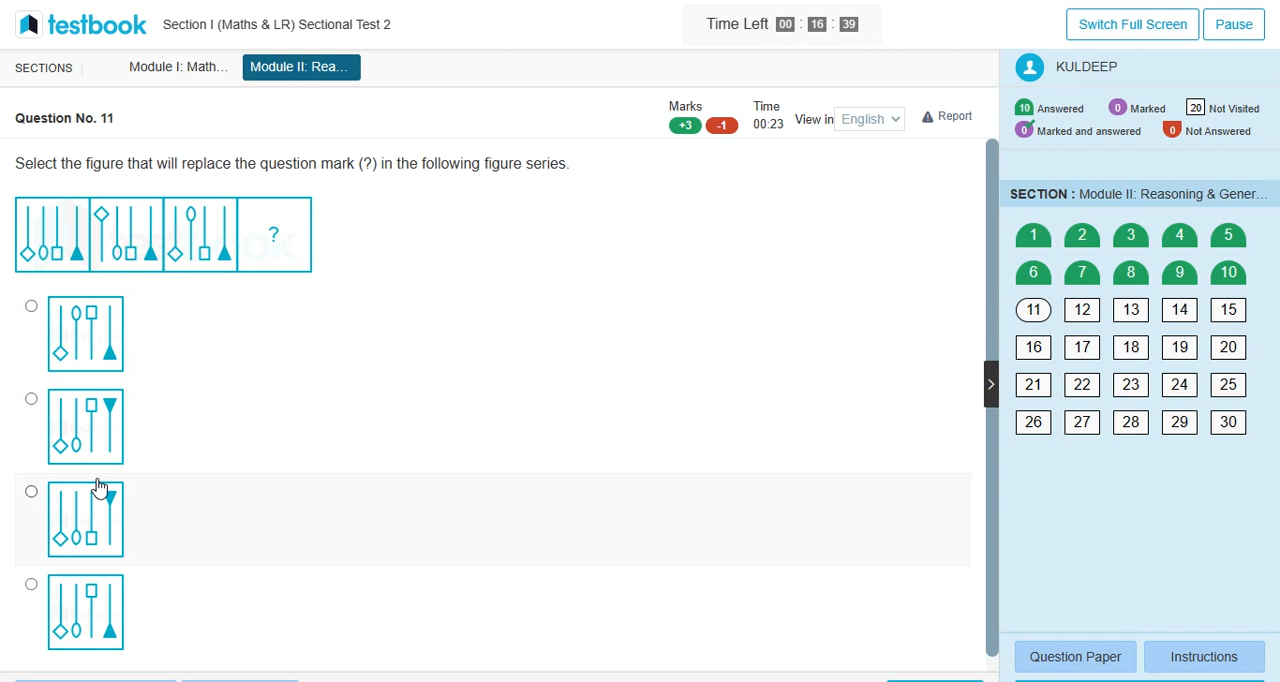 testbook Section I (Maths & LR) Sectional Test 2 Time Left 00 : 16 : 39 Switch Full Screen Pause
SECTIONS Module I: Math... Module II: Rea...
KULDEEP
Question No. 11
Marks Time
+3 -1 00:23 View in English Report
10 Answered 0 Marked 20 Not Visited
0 Marked and answered 0 Not Answered
Select the figure that will replace the question mark (?) in the following figure series.
?
SECTION : Module II: Reasoning & Gener...
1 2 3 4 5
6 7 8 9 10
11 12 13 14 15
16 17 18 19 20
21 22 23 24 25
26 27 28 29 30
Question Paper Instructions